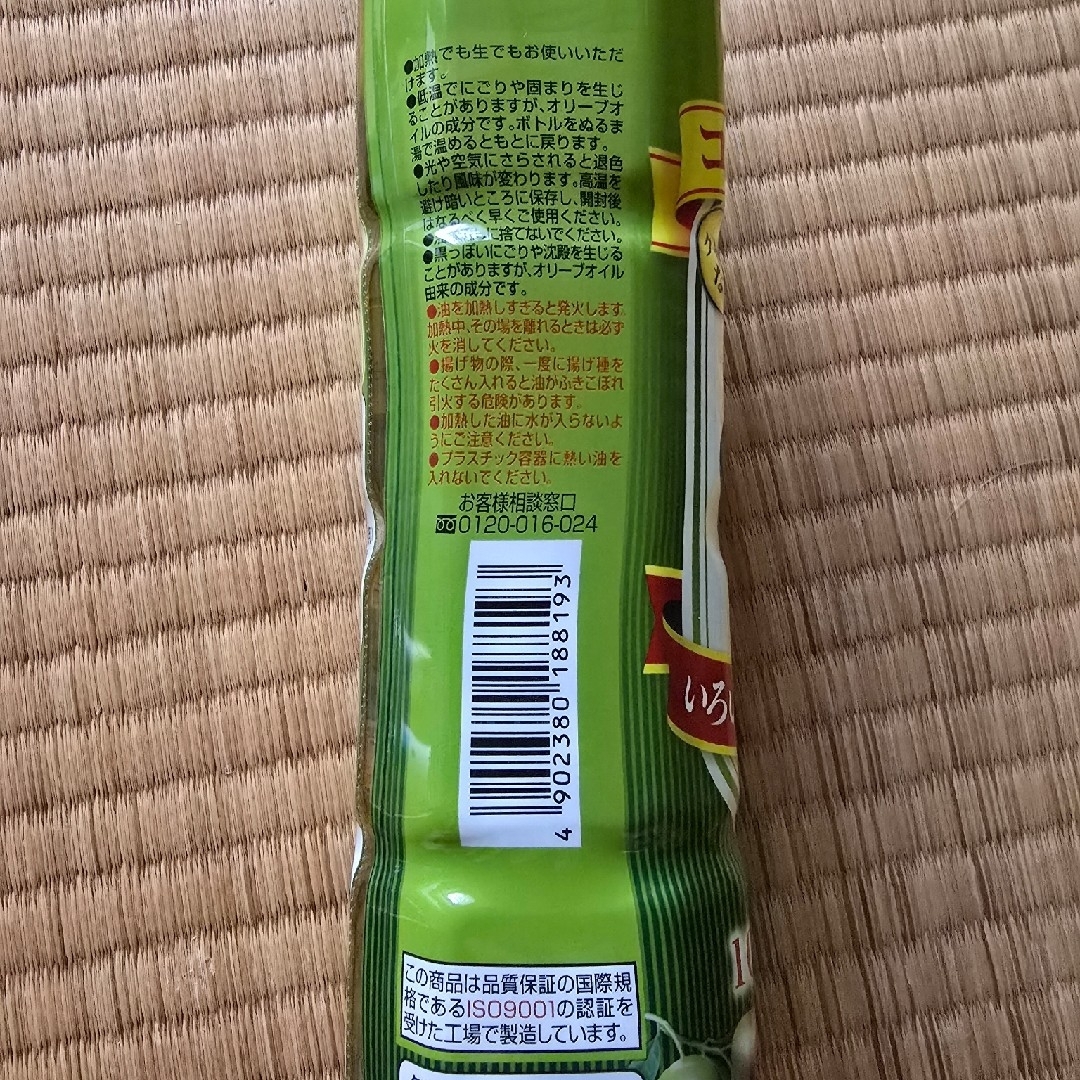 ●加熱でも生でもお使いいただ
けます。
●低温でにごりや固まりを生じ
ることがありますが、オリーブオ
イルの成分です。ボトルをぬるま
湯で温めるともとに戻ります。
●光や空気にさらされると退色
したり風味が変わります。高温を
避け暗いところに保存し、開封後
はなるべく早くご使用ください。
に捨てないでください。
●黒っぽいにごりや沈殿を生じる
ことがありますが、オリーブオイル
由来の成分です。
●油を加熱しすぎると発火します。
加熱中、その場を離れるときは必ず
火を消してください。
●揚げ物の際、一度に揚げ種を
たくさん入れると油がふきこぼれ
引火する危険があります。
●加熱した油に水が入らないよ
うにご注意ください。
●プラスチック容器に熱い油を
入れないでください。
お客様相談窓口
0120-016-024
4 902380 188193
この商品は品質保証の国際規
格であるISO9001の認証を
受けた工場で製造しています。
コ
いろ